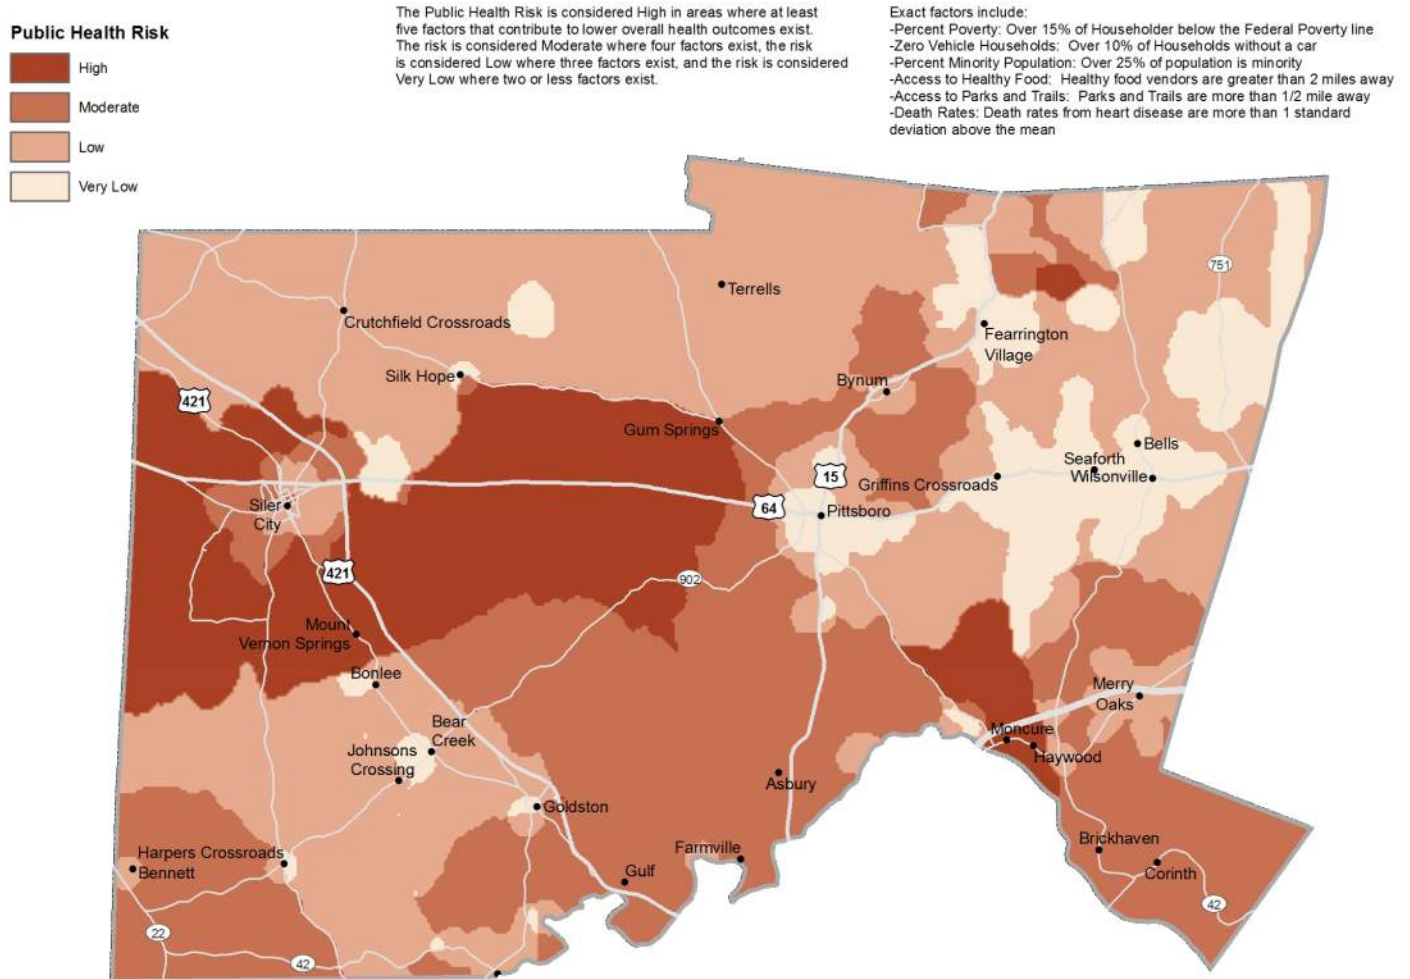 Public Health Risk
High
Moderate
Low
Very Low
The Public Health Risk is considered High in areas where at least
five factors that contribute to lower overall health outcomes exist.
The risk is considered Moderate where four factors exist, the risk
is considered Low where three factors exist, and the risk is considered
Very Low where two or less factors exist.
Exact factors include:
-Percent Poverty: Over 15% of Householder below the Federal Poverty line
-Zero Vehicle Households: Over 10% of Households without a car
-Percent Minority Population: Over 25% of population is minority
-Access to Healthy Food: Healthy food vendors are greater than 2 miles away
-Access to Parks and Trails: Parks and Trails are more than 1/2 mile away
-Death Rates: Death rates from heart disease are more than 1 standard
deviation above the mean
751
Terrells
Crutchfield Crossroads
Fearrington
Village
Silk Hope
Bynum
421
Gum Springs
Bells
Seaforth
Wilsonville
15
Griffins Crossroads
Siler
City
64
Pittsboro
421
902
Mount
Vernon Springs
Bonlee
Merry
Oaks
Bear
Creek
Moncure
Haywood
Johnsons
Crossing
Asbury
Goldston
Brickhaven
Farmville
Harpers Crossroads
Bennett
Gulf
Corinth
42
22
42